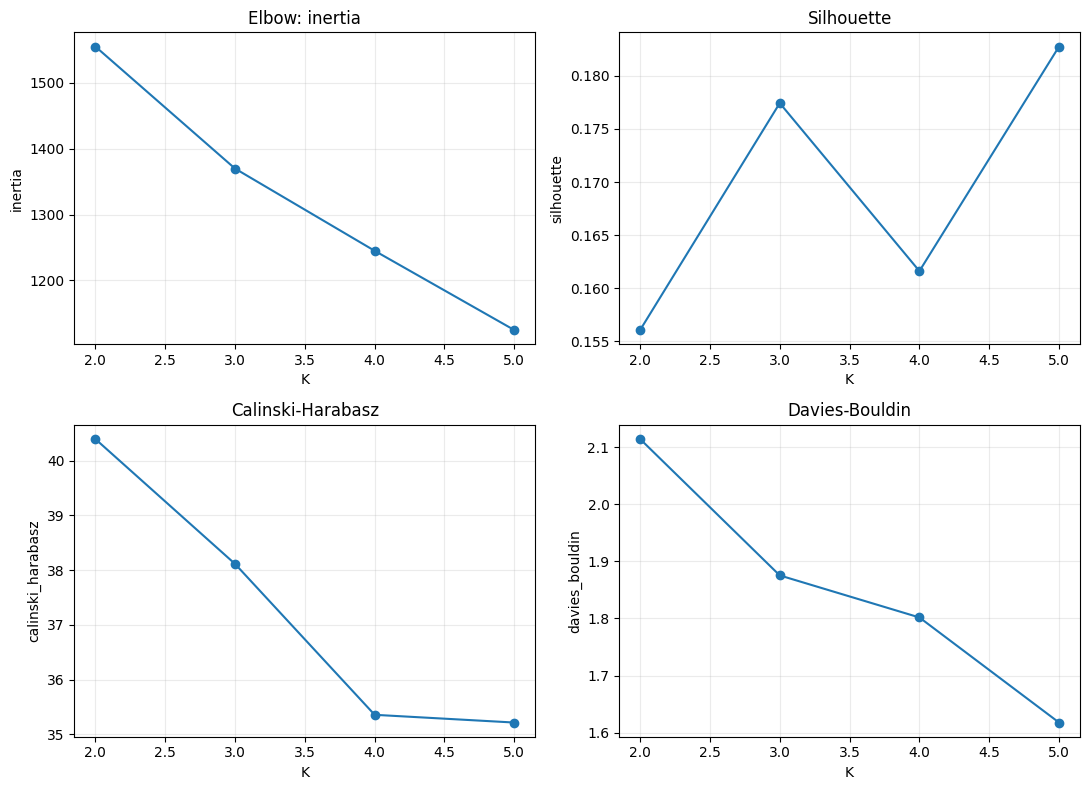 Elbow: inertia
inertia
1500
1400
1300
1200
2.0 2.5 3.0 3.5 4.0 4.5 5.0
K
Silhouette
silhouette
0.180
0.175
0.170
0.165
0.160
0.155
2.0 2.5 3.0 3.5 4.0 4.5 5.0
K
Calinski-Harabasz
calinski_harabasz
40
39
38
37
36
35
2.0 2.5 3.0 3.5 4.0 4.5 5.0
K
Davies-Bouldin
davies_bouldin
2.1
2.0
1.9
1.8
1.7
1.6
2.0 2.5 3.0 3.5 4.0 4.5 5.0
K